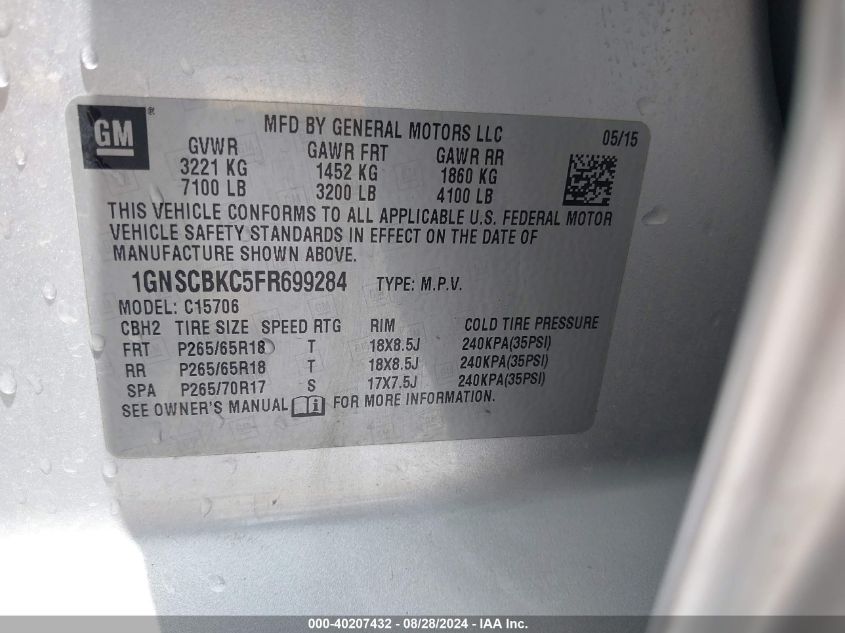 GM ®
MFD BY GENERAL MOTORS LLC 05/15
GVWR GAWR FRT GAWR RR
3221 KG 1452 KG 1860 KG
7100 LB 3200 LB 4100 LB
THIS VEHICLE CONFORMS TO ALL APPLICABLE U.S. FEDERAL MOTOR
VEHICLE SAFETY STANDARDS IN EFFECT ON THE DATE OF
MANUFACTURE SHOWN ABOVE.
1GNSCBKC5FR699284 TYPE: M.P.V.
MODEL: C15706
CBH2 TIRE SIZE SPEED RTG RIM COLD TIRE PRESSURE
FRT P265/65R18 T 18X8.5J 240KPA(35PSI)
RR P265/65R18 T 18X8.5J 240KPA(35PSI)
SPA P265/70R17 S 17X7.5J 240KPA(35PSI)
SEE OWNER'S MANUAL i FOR MORE INFORMATION.
000-40207432 - 08/28/2024 - IAA Inc.